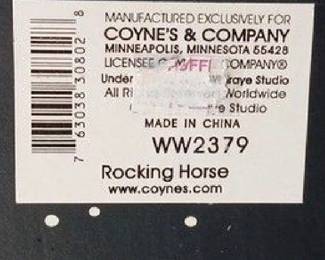 MANUFACTURED EXCLUSIVELY FOR
COYNE'S & COMPANY
MINNEAPOLIS, MINNESOTA 55428
LICENSEE COMPANY®
Under Studio
All Worldwide
Studio
MADE IN CHINA
WW2379
Rocking Horse
www.coynes.com
7 63038 30802 8